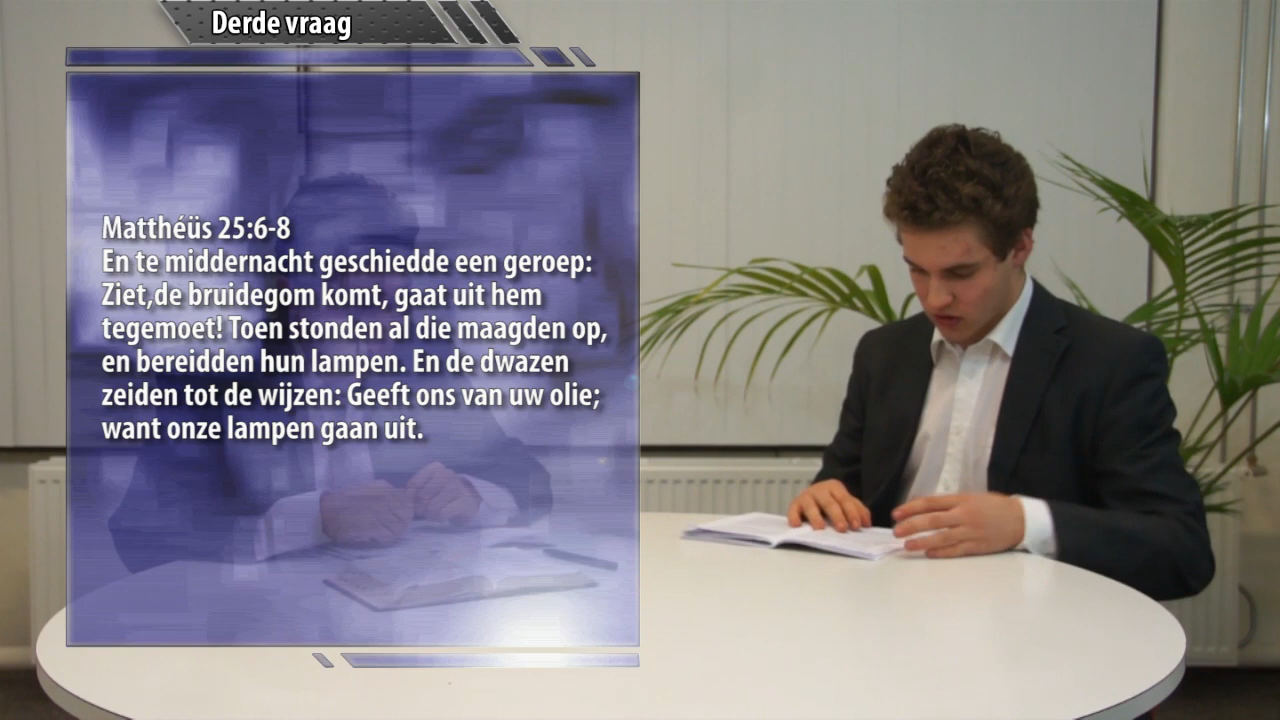 Derde vraag
Matthéüs 25:6-8
En te middernacht geschiedde een geroep:
Ziet,de bruidegom komt, gaat uit hem
tegemoet! Toen stonden al die maagden op,
en bereidden hun lampen. En de dwazen
zeiden tot de wijzen: Geeft ons van uw olie;
want onze lampen gaan uit.